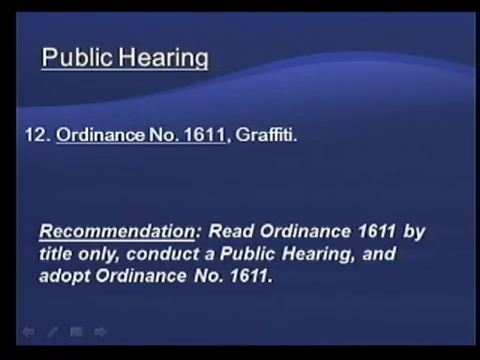 Public Hearing
12. Ordinance No. 1611, Graffiti.
Recommendation: Read Ordinance 1611 by
title only, conduct a Public Hearing, and
adopt Ordinance No. 1611.